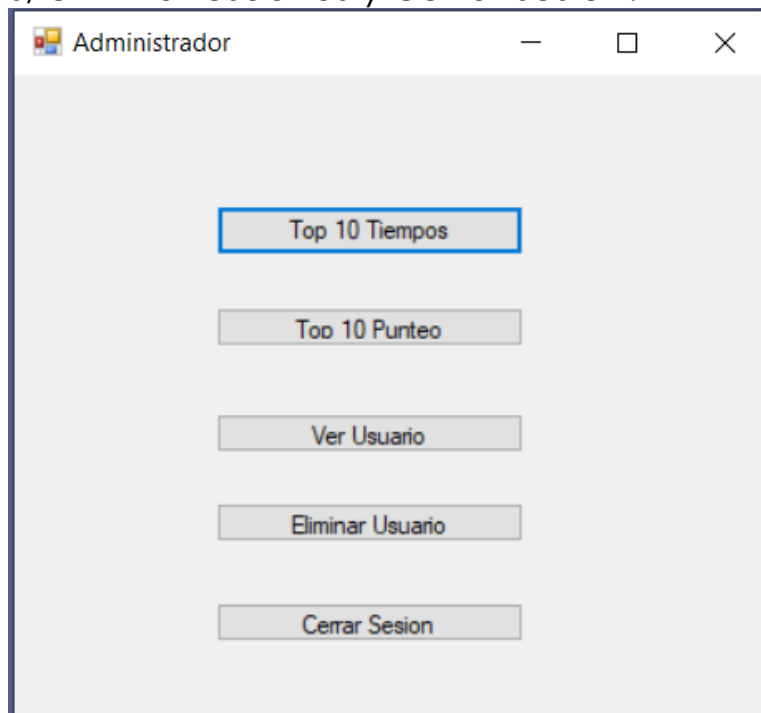 Administrador
Top 10 Tiempos
Top 10 Punteo
Ver Usuario
Eliminar Usuario
Cerrar Sesion